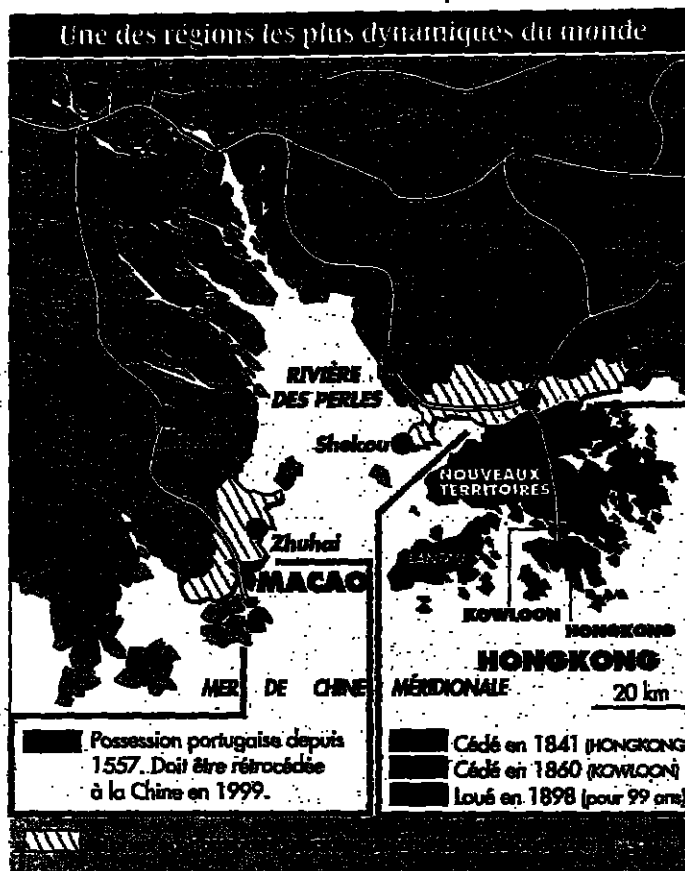 Une des régions les plus dynamiques du monde
RIVIÈRE
DES PERLES
Shekou
NOUVEAUX
TERRITOIRES
Zhuhai
MACAO
KOWLOON
HONGKONG
HONGKONG
MER DE CHINE MÉRIDIONALE
20 km
Possession portugaise depuis
1557. Doit être rétrocédée
à la Chine en 1999.
Cédé en 1841 (HONGKONG)
Cédé en 1860 (KOWLOON)
Loué en 1898 (pour 99 ans)